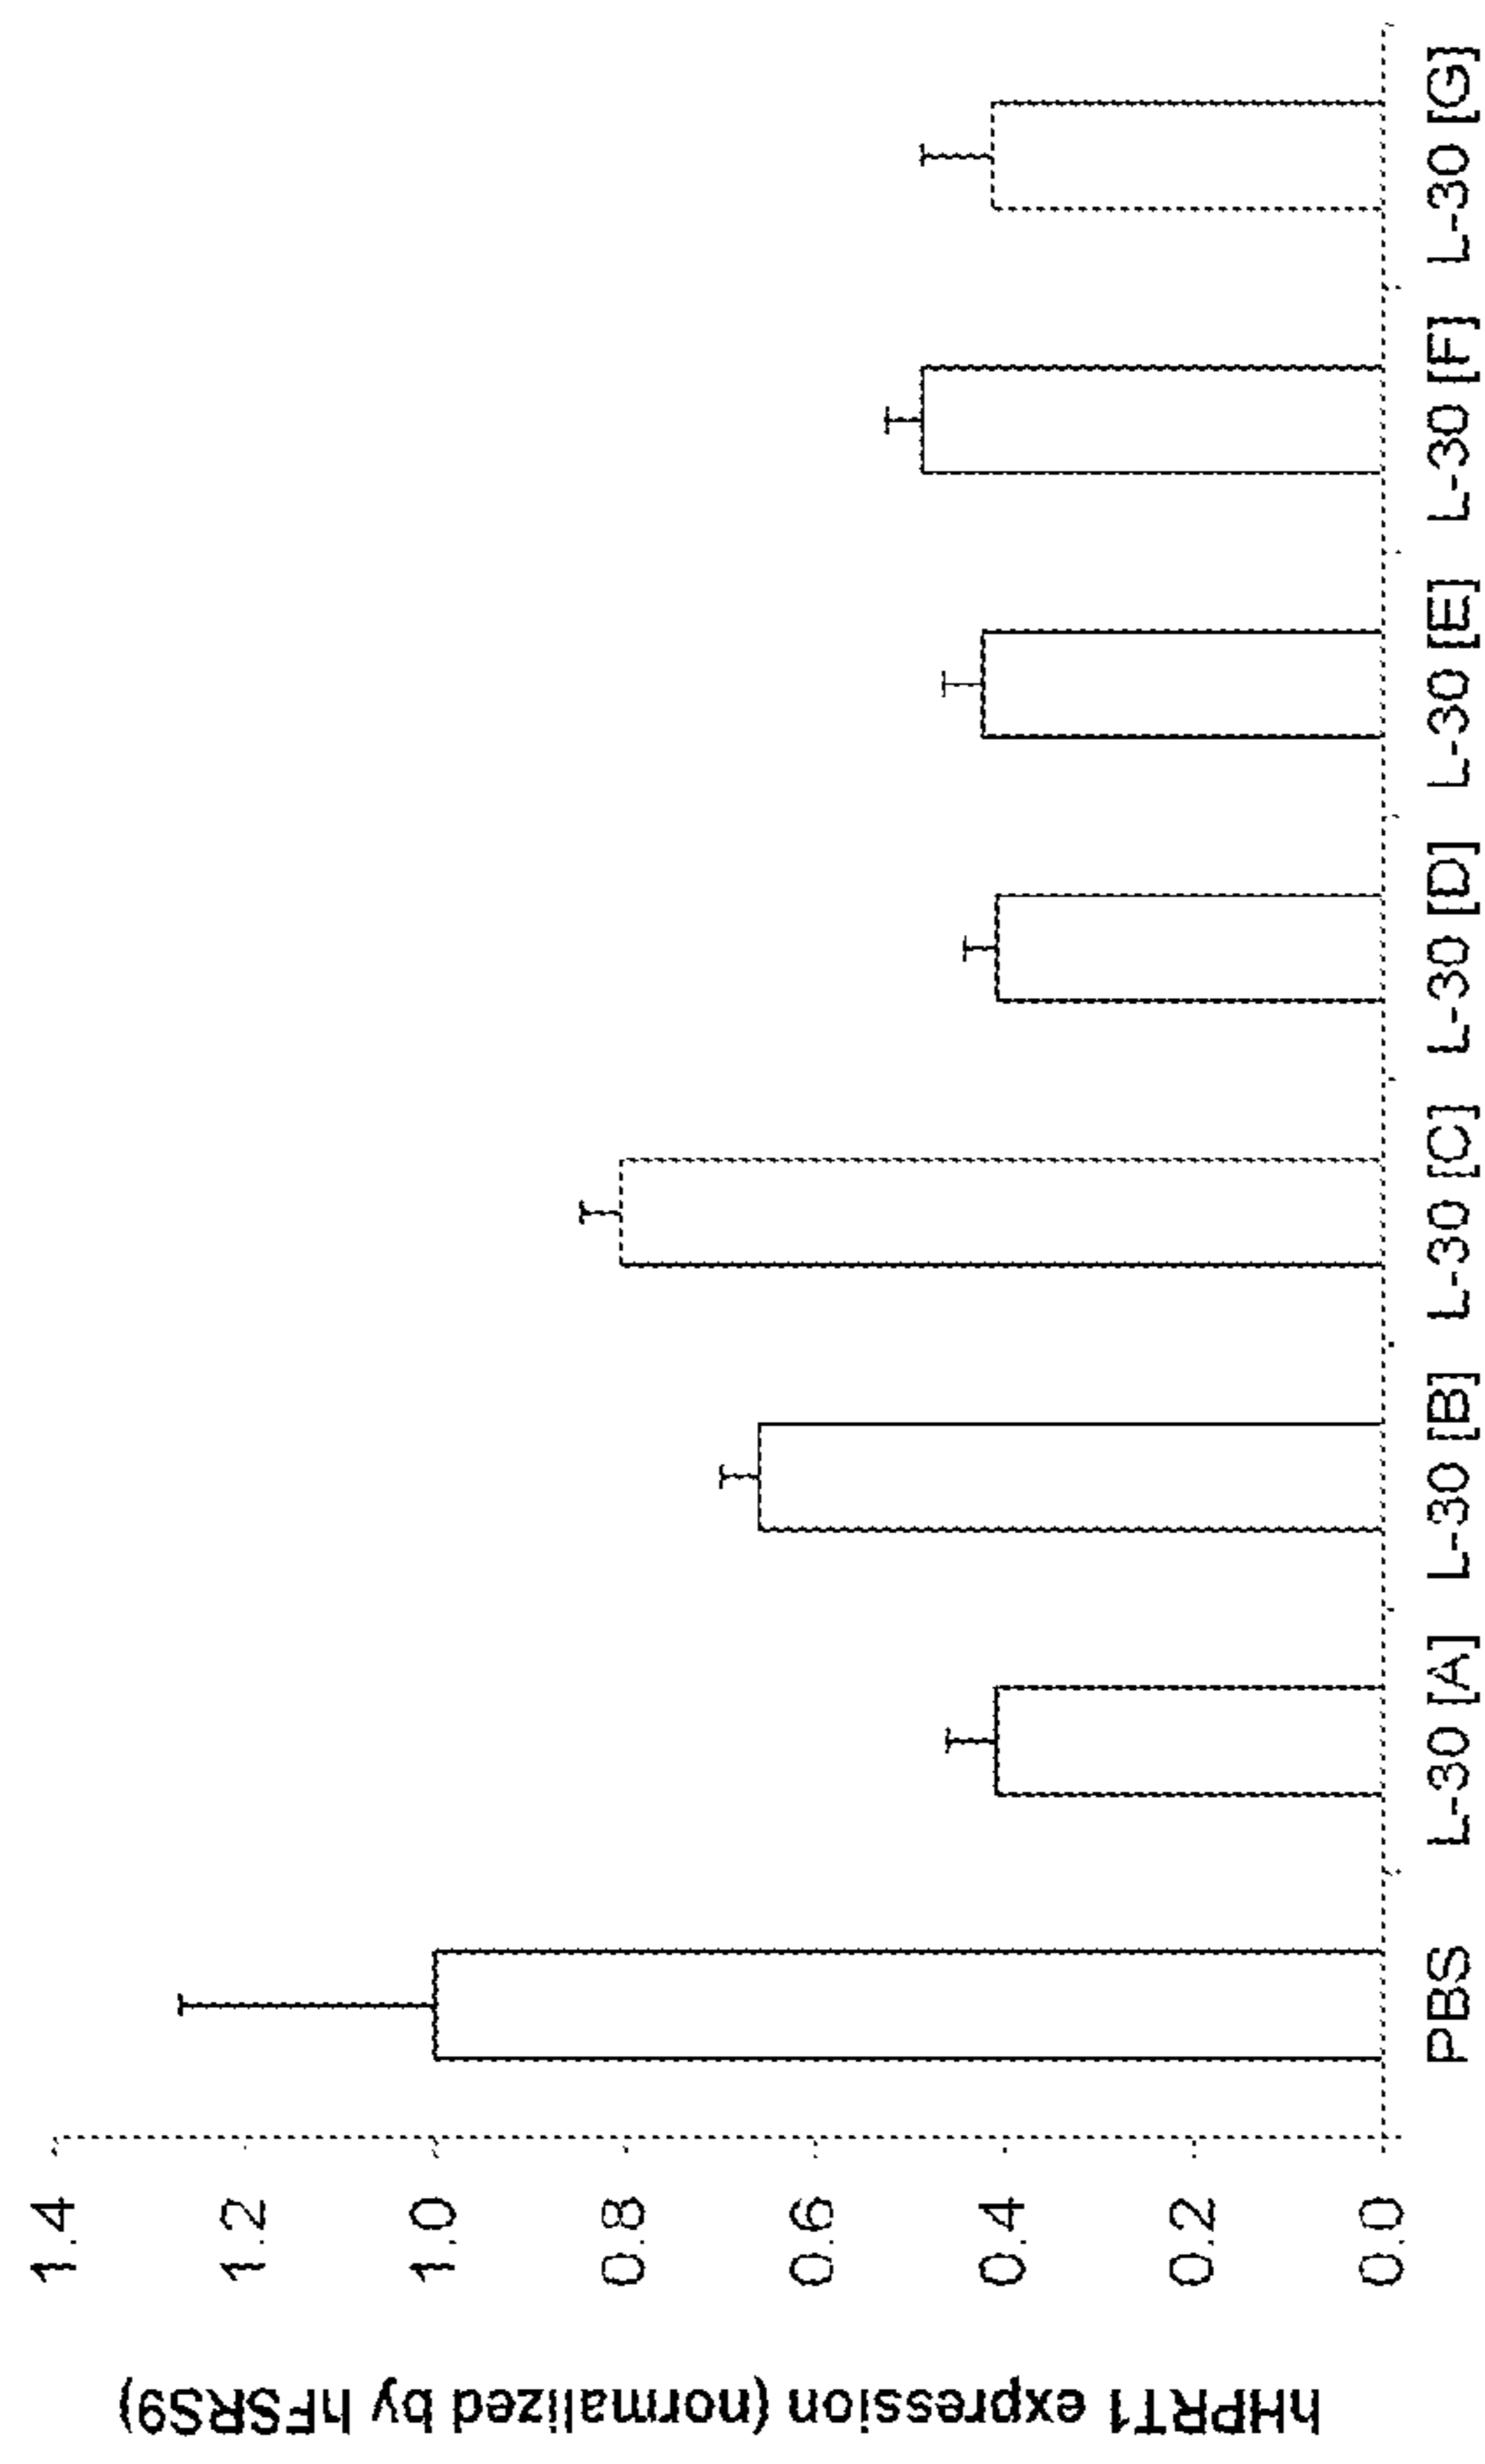 hHPRT1 expression (normalized by hFSRS9)
1.4
1.2
1.0
0.8
0.6
0.4
0.2
0.0
PBS
L-30 [A]
L-30 [B]
L-30 [C]
L-30 [D]
L-30 [E]
L-30 [F]
L-30 [G]